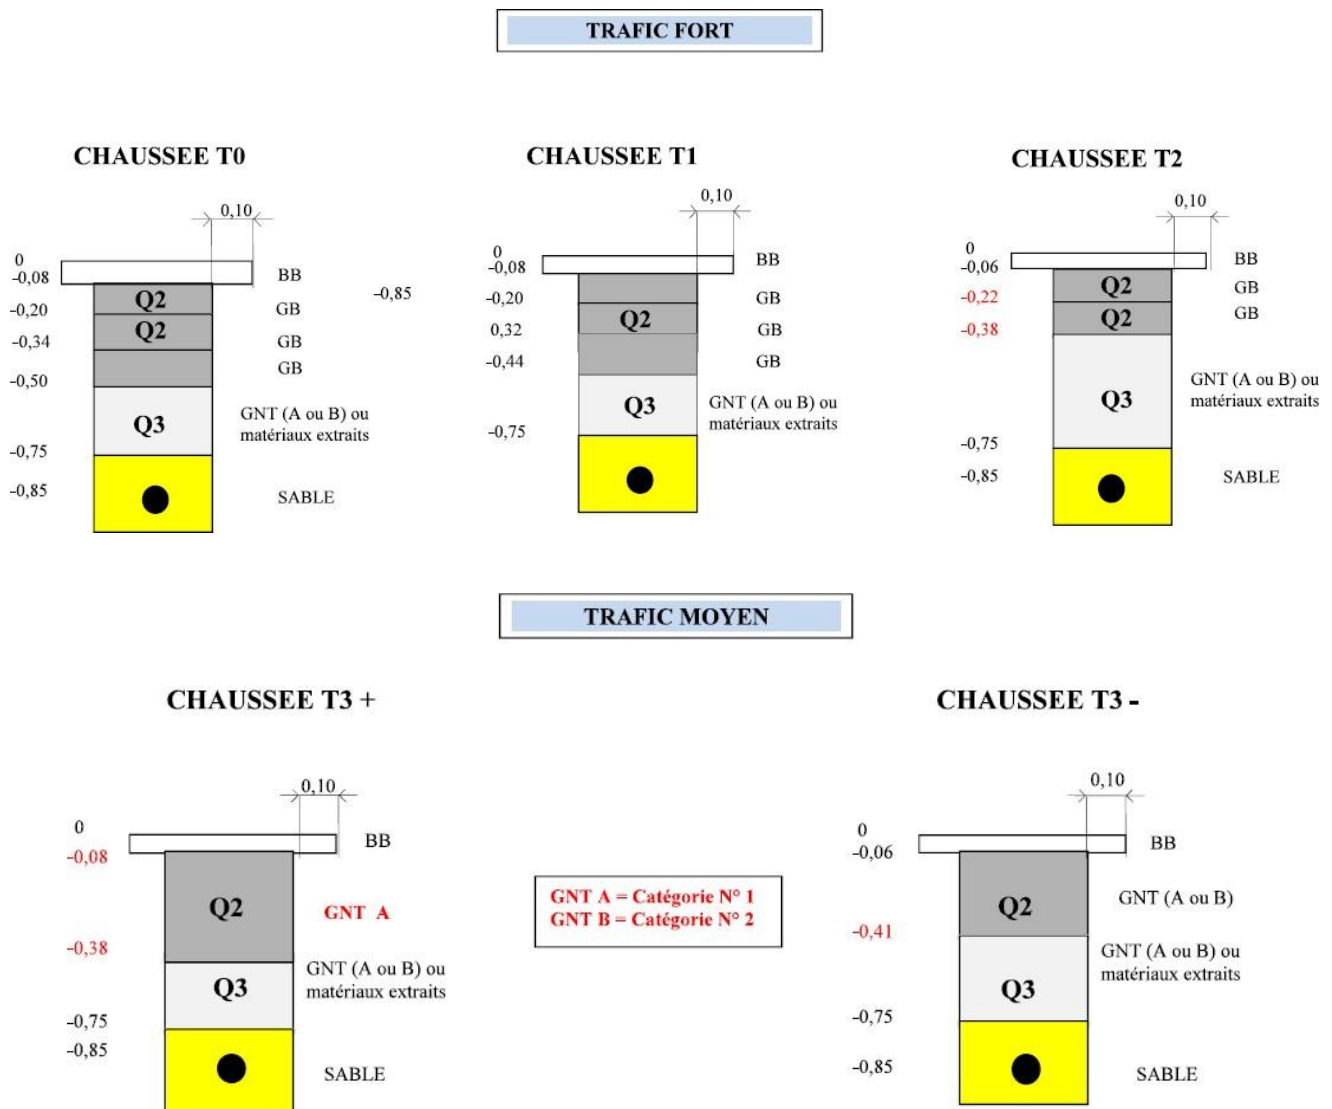 TRAFIC FORT
CHAUSSEE T0
0,10
0
-0,08
BB
Q2
-0,20
GB
Q2
-0,34
GB
GB
-0,50
Q3
GNT (A ou B) ou
matériaux extraits
-0,75
-0,85
SABLE
CHAUSSEE T1
0,10
0
-0,08
BB
-0,85
-0,20
GB
Q2
0,32
GB
-0,44
GB
Q3
GNT (A ou B) ou
matériaux extraits
-0,75
CHAUSSEE T2
0,10
0
-0,06
BB
Q2
GB
-0,22
Q2
GB
-0,38
Q3
GNT (A ou B) ou
matériaux extraits
-0,75
-0,85
SABLE
TRAFIC MOYEN
CHAUSSEE T3 +
0,10
0
BB
-0,08
Q2
GNT A
-0,38
GNT (A ou B) ou
matériaux extraits
Q3
-0,75
-0,85
SABLE
GNT A = Catégorie N° 1
GNT B = Catégorie N° 2
CHAUSSEE T3 -
0,10
0
-0,06
BB
Q2
GNT (A ou B)
-0,41
GNT (A ou B) ou
matériaux extraits
Q3
-0,75
-0,85
SABLE